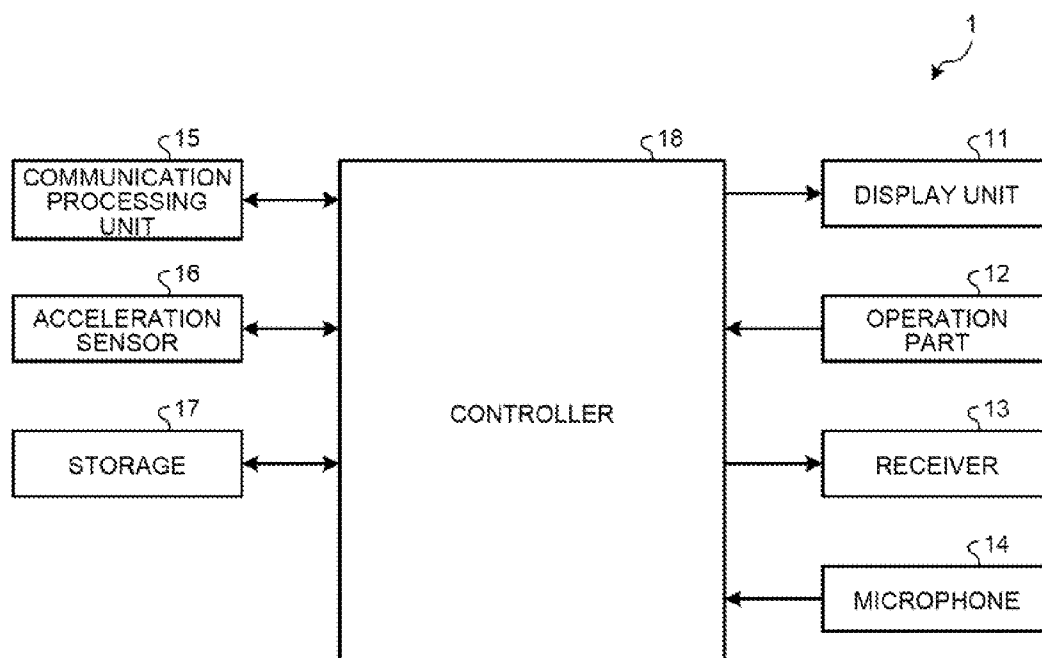 1
15
COMMUNICATION
PROCESSING
UNIT
16
ACCELERATION
SENSOR
17
STORAGE
18
CONTROLLER
11
DISPLAY UNIT
12
OPERATION
PART
13
RECEIVER
14
MICROPHONE